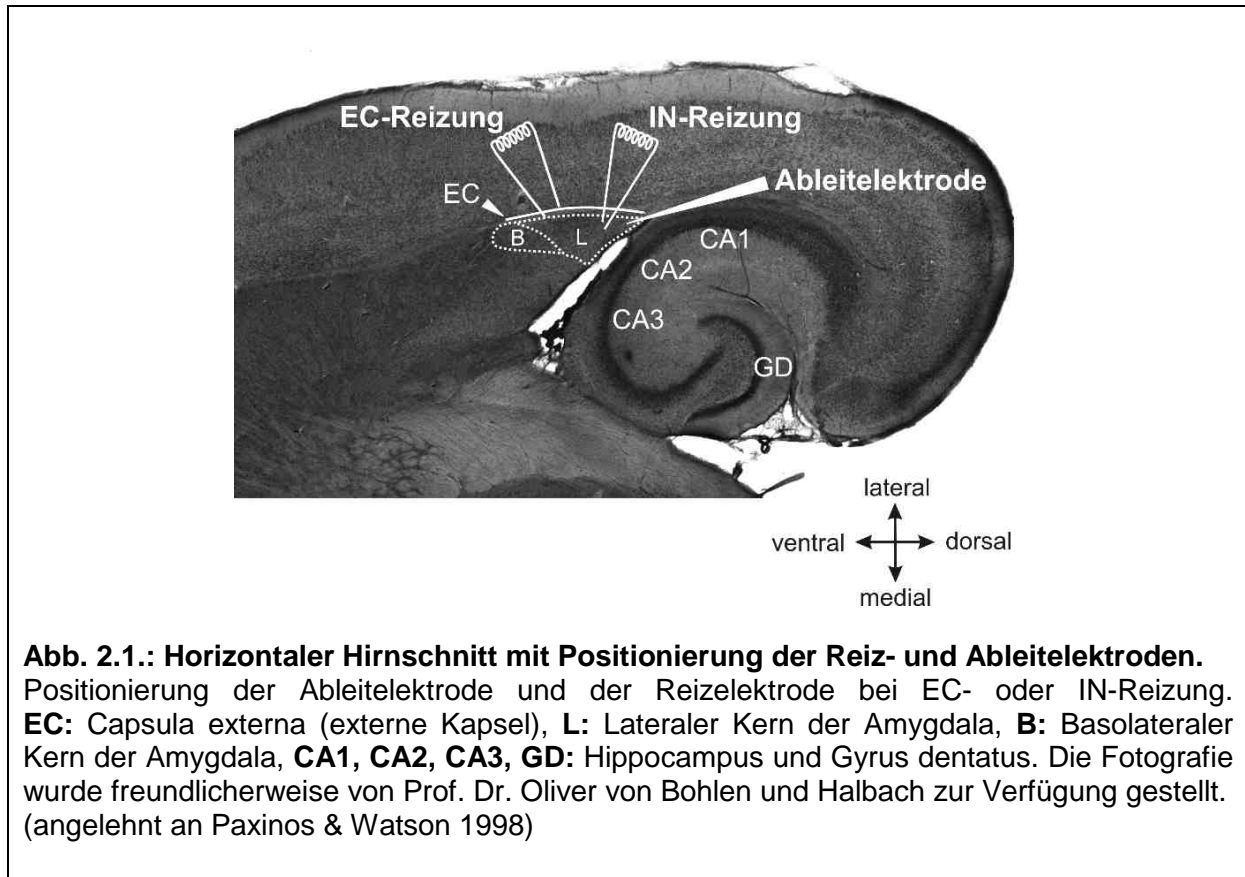 EC-Reizung IN-Reizung
Ableitelektrode
EC
B L
CA1
CA2
CA3
GD
lateral
ventral dorsal
medial
Abb. 2.1.: Horizontaler Hirnschnitt mit Positionierung der Reiz- und Ableitelektroden.
Positionierung der Ableitelektrode und der Reizelektrode bei EC- oder IN-Reizung.
EC: Capsula externa (externe Kapsel), L: Lateraler Kern der Amygdala, B: Basolateraler
Kern der Amygdala, CA1, CA2, CA3, GD: Hippocampus und Gyrus dentatus. Die Fotografie
wurde freundlicherweise von Prof. Dr. Oliver von Bohlen und Halbach zur Verfügung gestellt.
(angelehnt an Paxinos & Watson 1998)